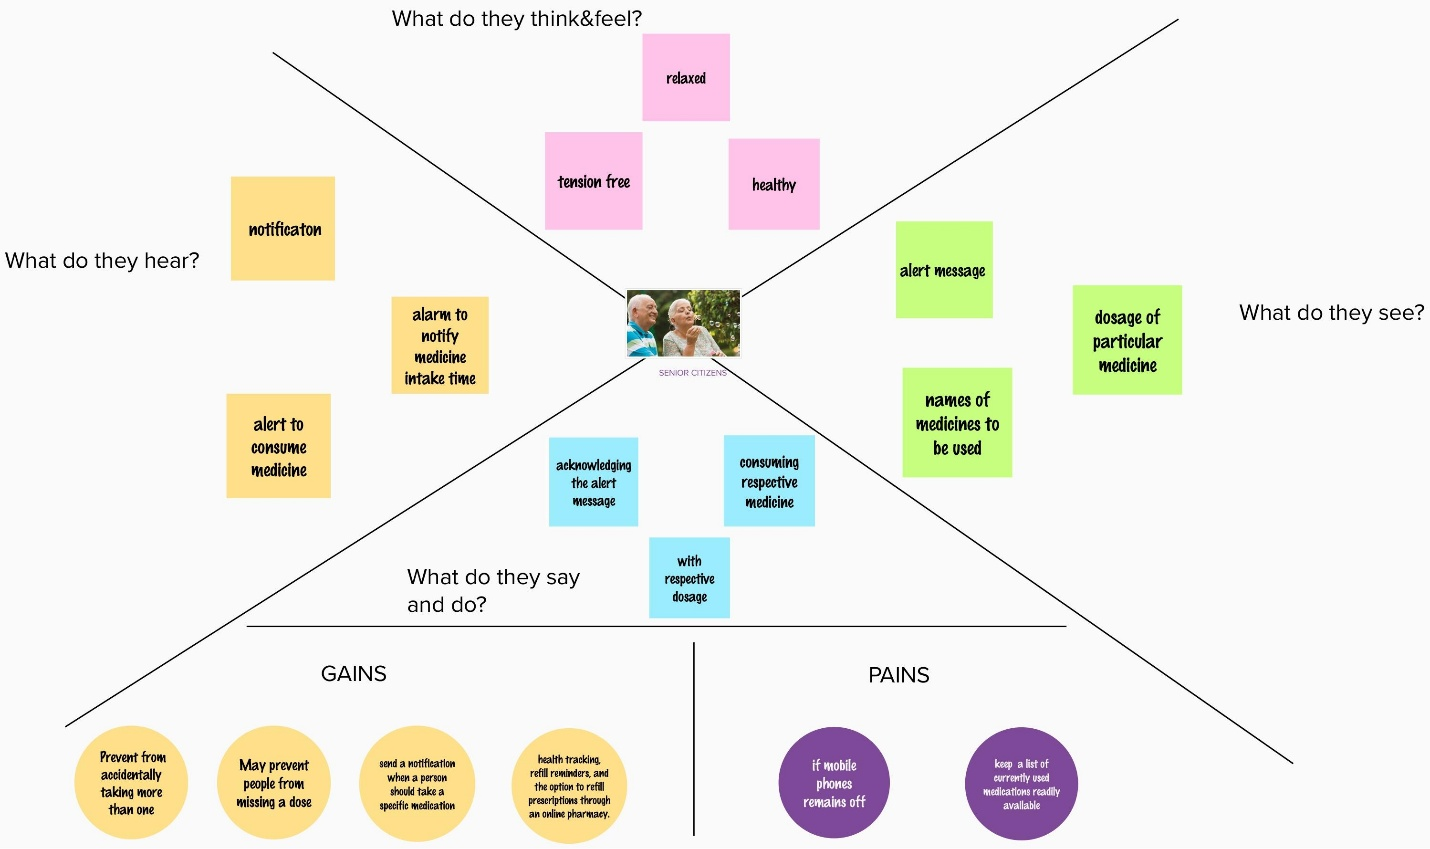 What do they think&feel?
relaxed
tension free
healthy
What do they hear?
notificaton
alarm to
notify
medicine
intake time
alert to
consume
medicine
What do they see?
alert message
dosage of
particular
medicine
names of
medicines to
be used
SENIOR CITIZENS
What do they say
and do?
acknowledging
the alert
message
consuming
respective
medicine
with
respective
dosage
GAINS
Prevent from
accidentally
taking more
than one
May prevent
people from
missing a dose
send a notification
when a person
should take a
specific medication
health tracking,
refill reminders, and
the option to refill
prescriptions through
an online pharmacy.
PAINS
if mobile
phones
remains off
keep a list of
currently used
medications readily
available